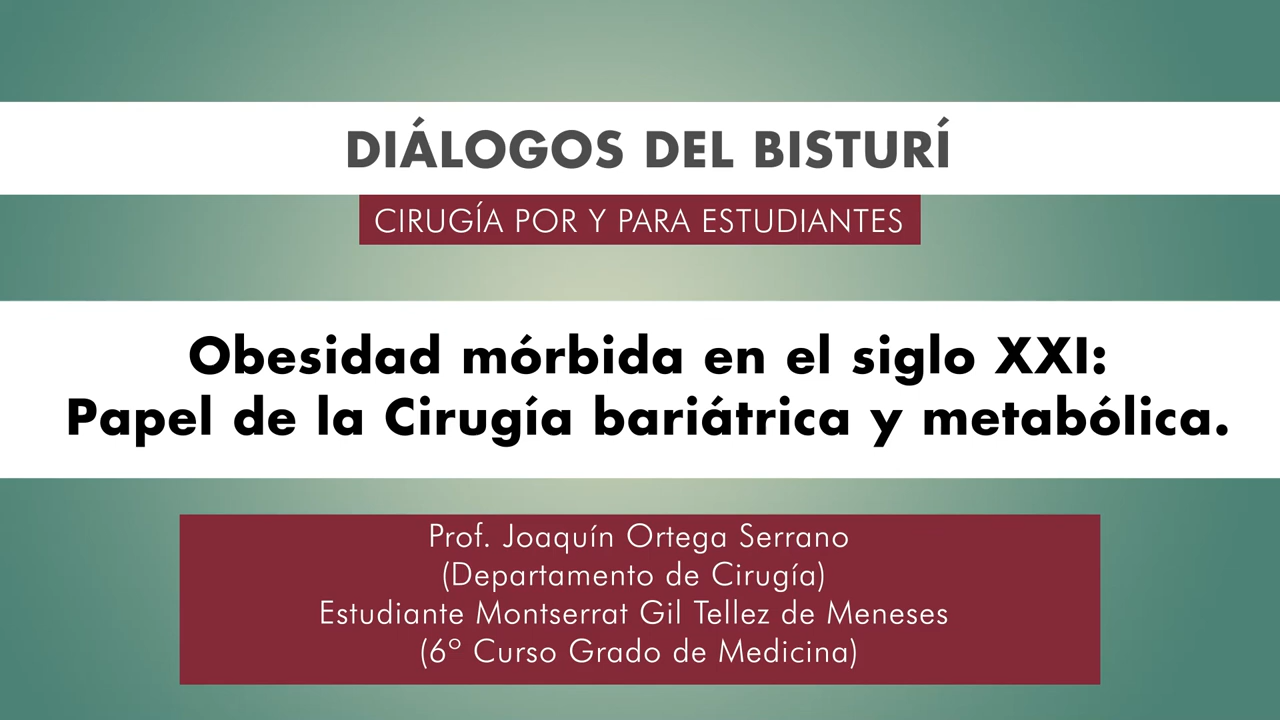 DIÁLOGOS DEL BISTURÍ
CIRUGÍA POR Y PARA ESTUDIANTES
Obesidad mórbida en el siglo XXI:
Papel de la Cirugía bariátrica y metabólica.
Prof. Joaquín Ortega Serrano
(Departamento de Cirugía)
Estudiante Montserrat Gil Tellez de Meneses
(6º Curso Grado de Medicina)